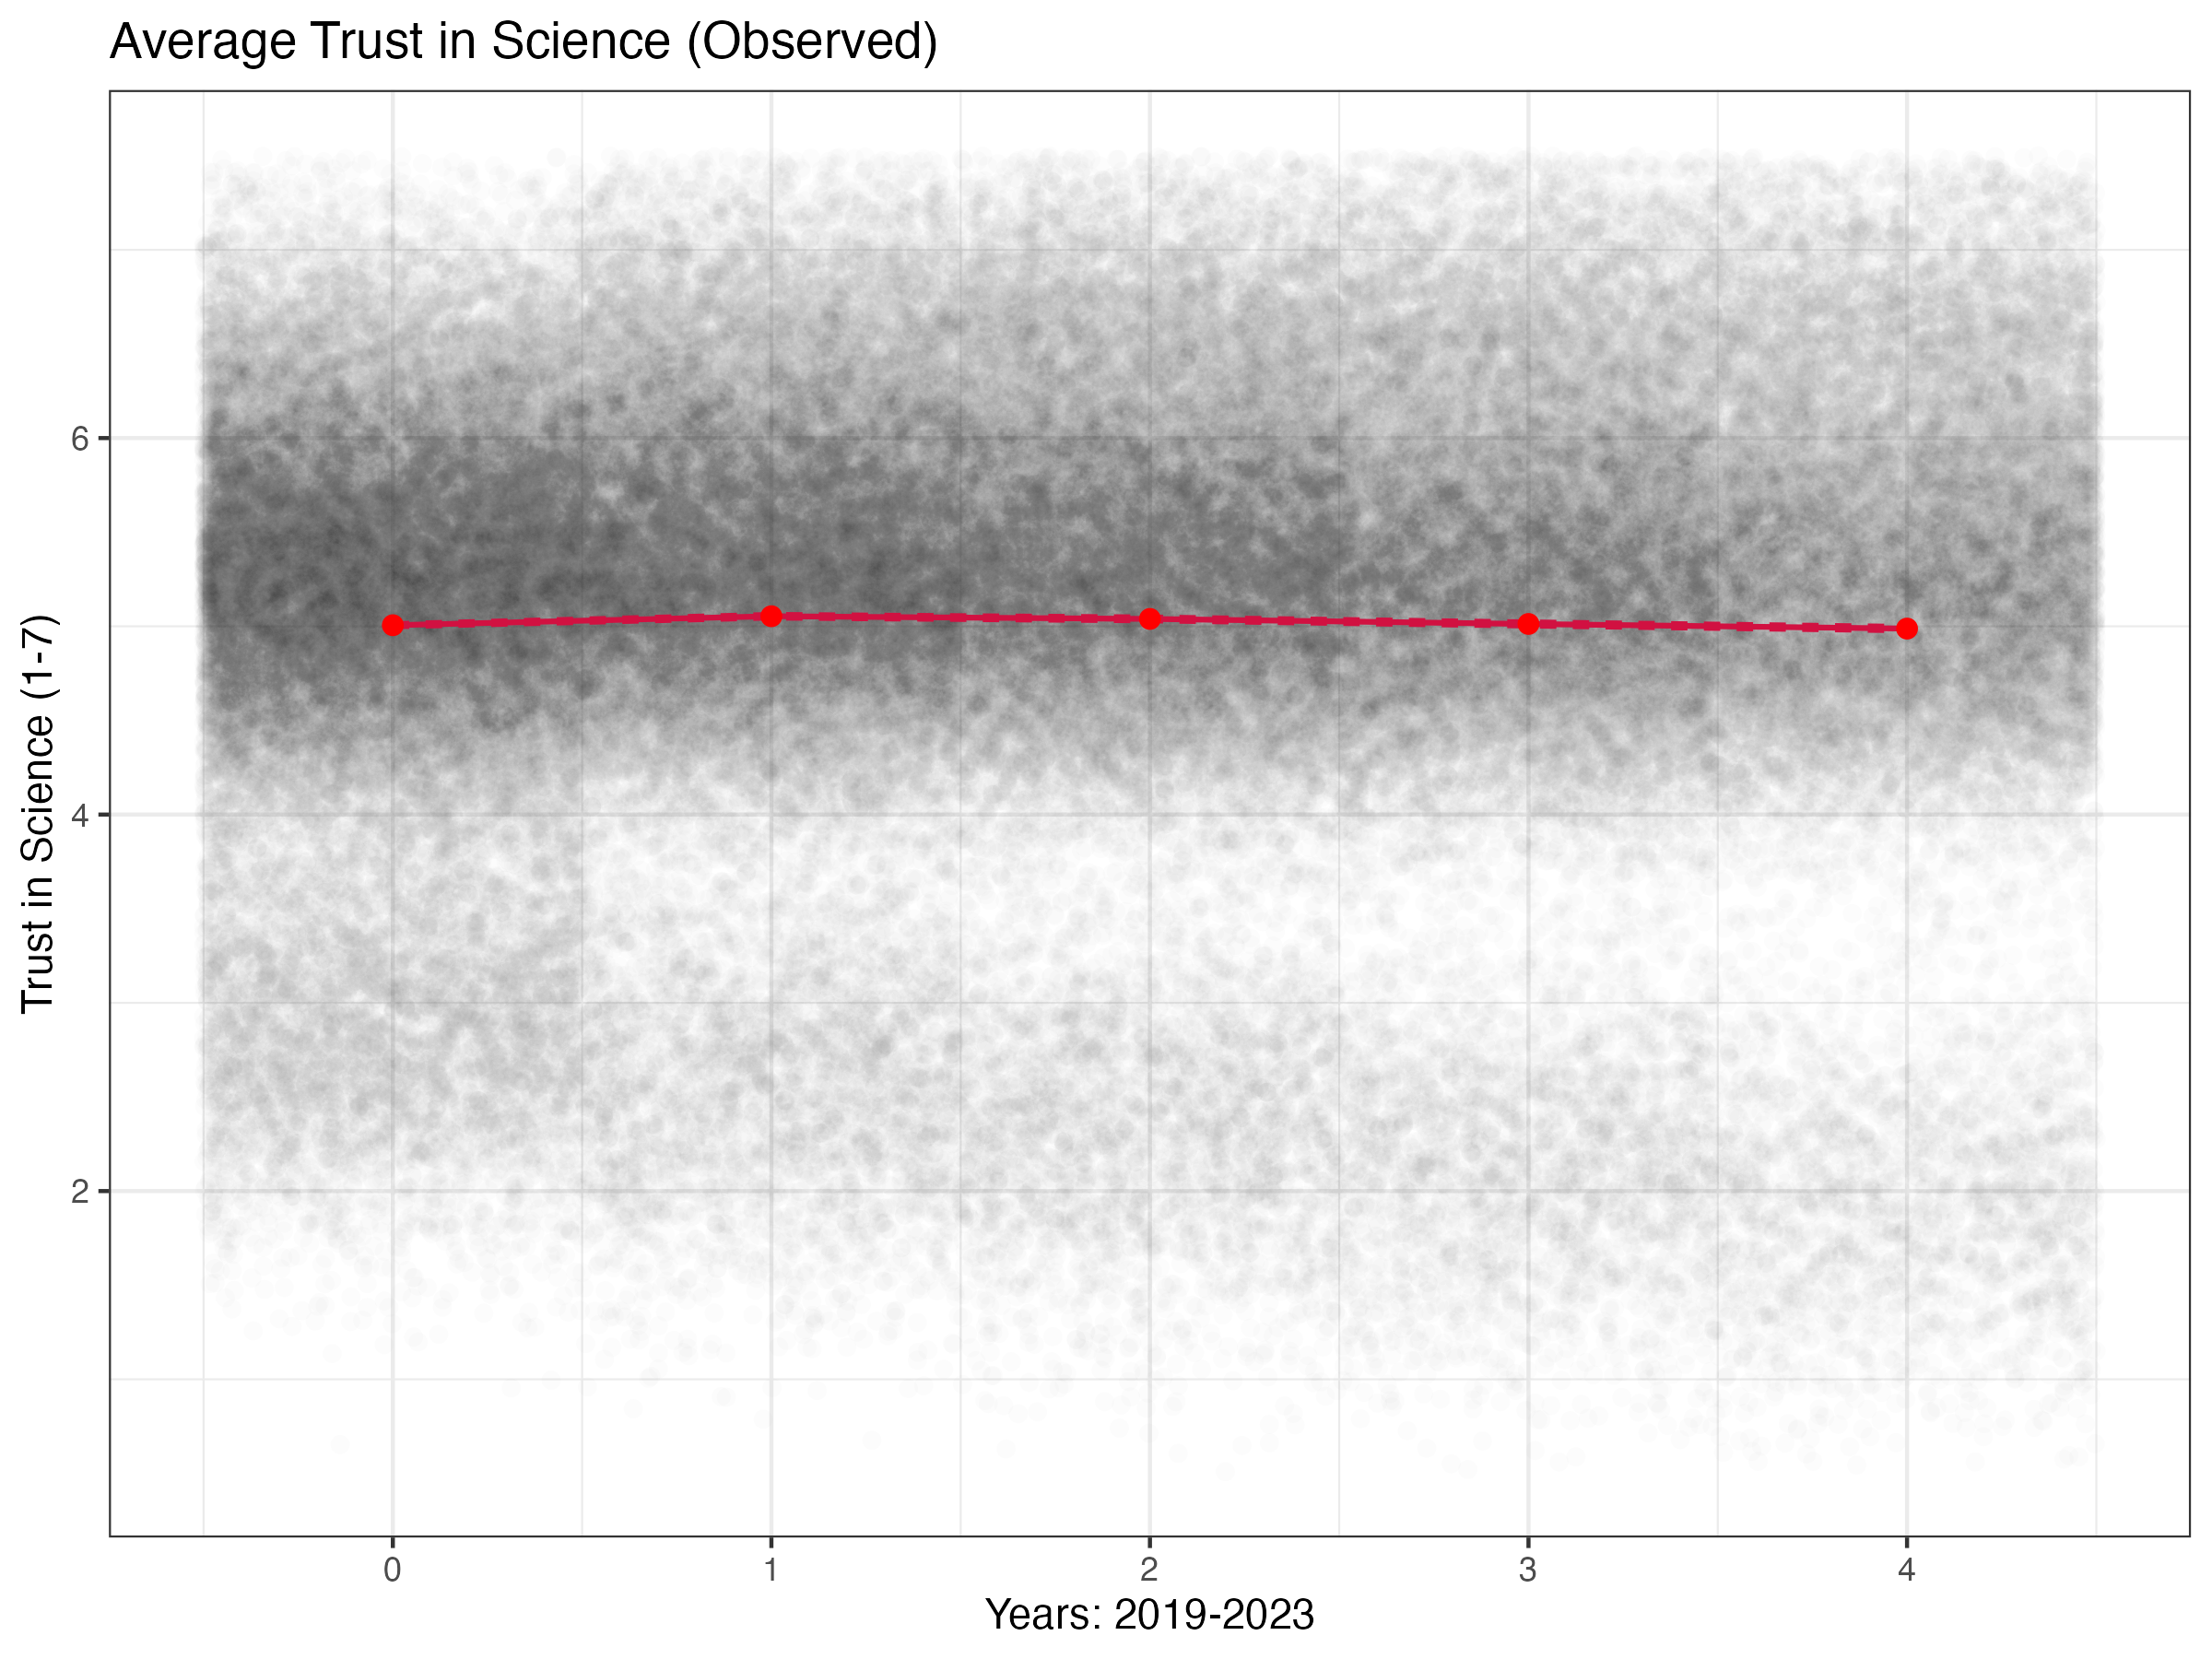 Average Trust in Science (Observed)
Trust in Science (1-7)
6
4
2
0 1 2 3 4
Years: 2019-2023